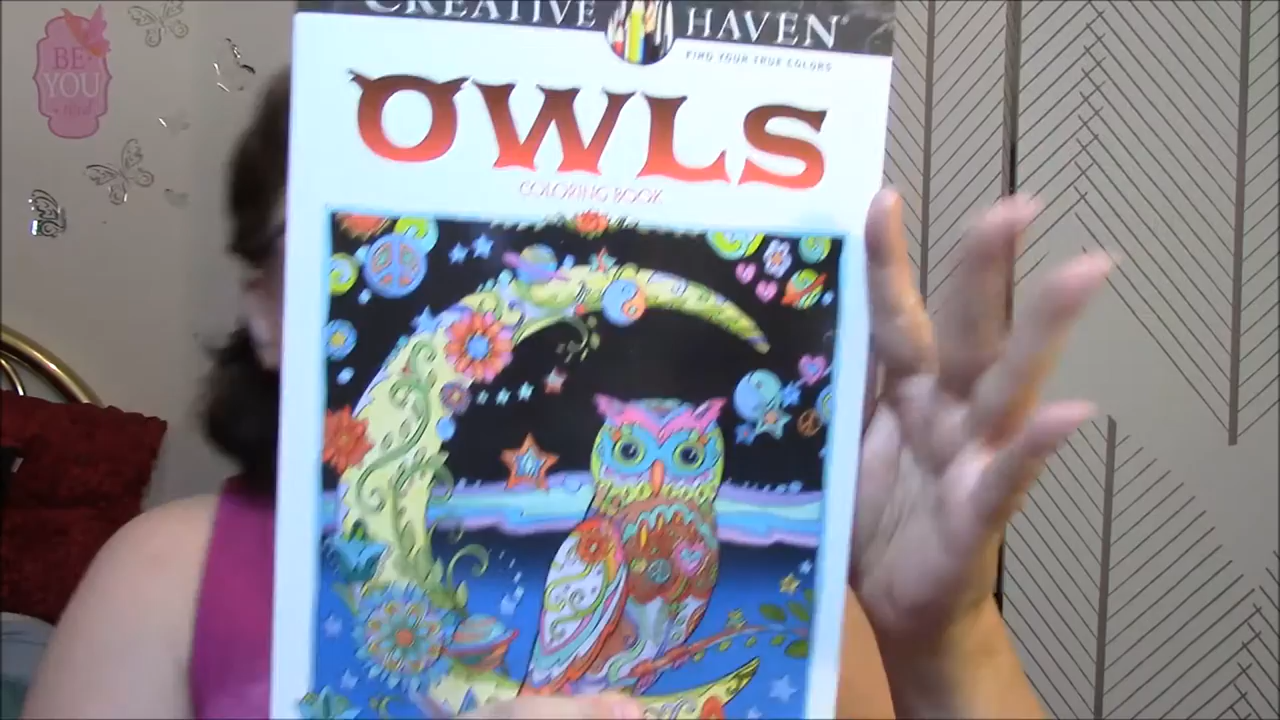 BE
YOU
CREATIVE HAVEN®
FIND YOUR TRUE COLORS
OWLS
COLORING BOOK